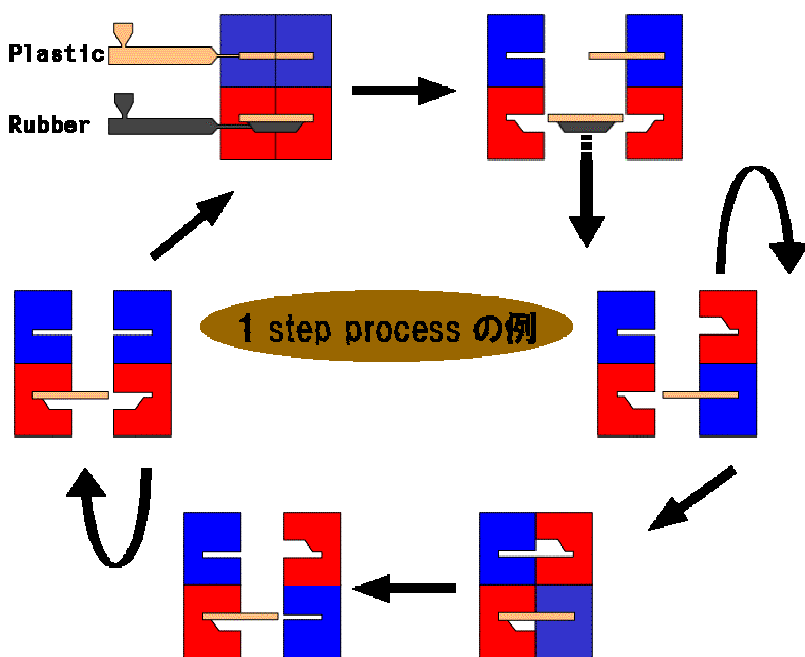 Plastic
Rubber
1 step process の例